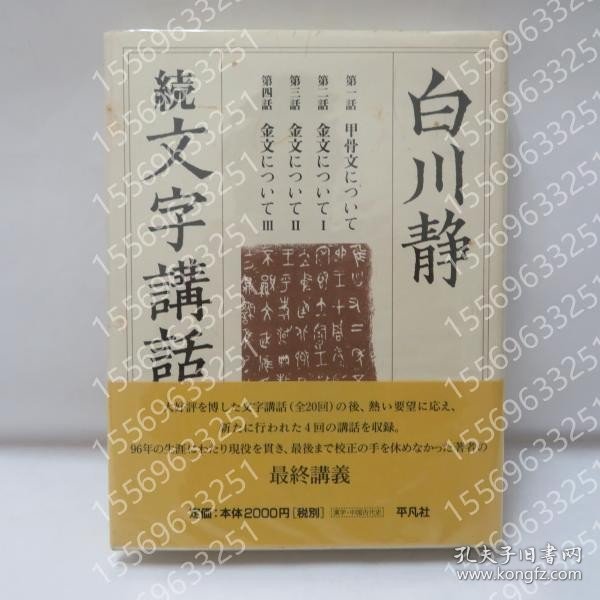 白川静
続文字講話
第一話 甲骨文について
第二話 金文についてⅠ
第三話 金文についてⅡ
第四話 金文についてⅢ
大好評を博した文字講話(全20回)の後、熱い要望に応え、
新たに行われた4回の講話を収録。
96年の生涯にわたり現役を貫き、最後まで校正の手を休めなかった著者の
最終講義
定価:本体2000円[税別] [漢字・中国古代史] 平凡社
15569633251
孔夫子旧书网
www.kongfz.com